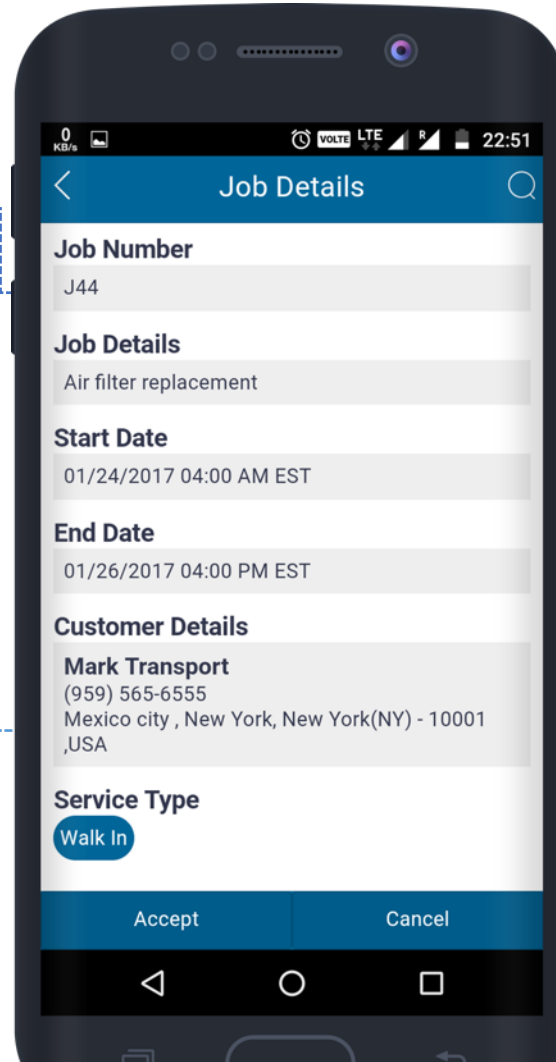 0
KB/s
VOLTE LTE R 22:51
Job Details
Job Number
J44
Job Details
Air filter replacement
Start Date
01/24/2017 04:00 AM EST
End Date
01/26/2017 04:00 PM EST
Customer Details
Mark Transport
(959) 565-6555
Mexico city , New York, New York(NY) - 10001
,USA
Service Type
Walk In
Accept Cancel